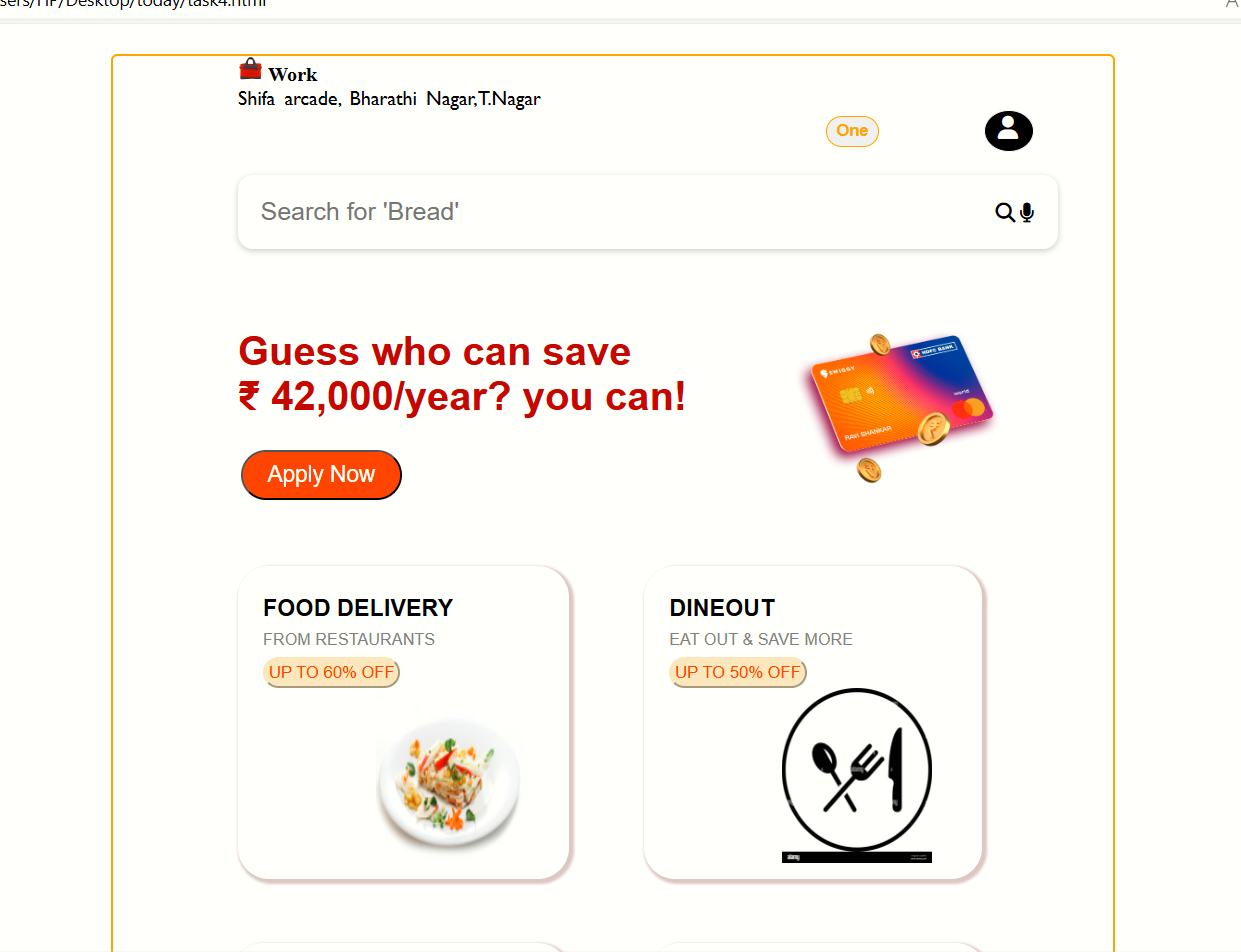 sers/HP/Desktop/today/task4.html
Work
Shifa arcade, Bharathi Nagar,T.Nagar
One
Search for 'Bread'
Guess who can save
₹ 42,000/year? you can!
SWIGGY
HDFC BANK
world
RAVI SHANKAR
Apply Now
FOOD DELIVERY
FROM RESTAURANTS
UP TO 60% OFF
DINEOUT
EAT OUT & SAVE MORE
UP TO 50% OFF
alamy